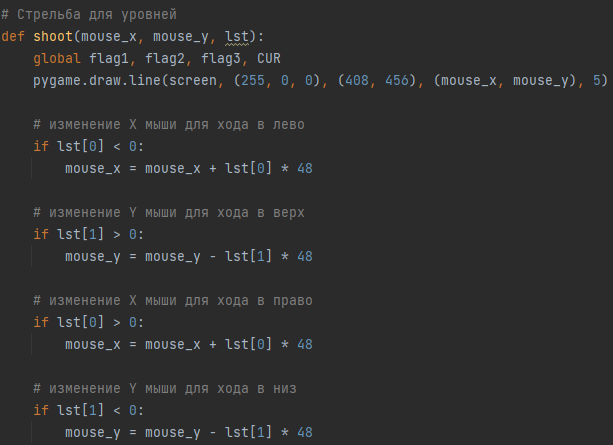 # Стрельба для уровней
def shoot(mouse_x, mouse_y, lst):
    global flag1, flag2, flag3, CUR
    pygame.draw.line(screen, (255, 0, 0), (408, 456), (mouse_x, mouse_y), 5)

    # изменение X мыши для хода в лево
    if lst[0] < 0:
        mouse_x = mouse_x + lst[0] * 48

    # изменение Y мыши для хода в верх
    if lst[1] > 0:
        mouse_y = mouse_y - lst[1] * 48

    # изменение X мыши для хода в право
    if lst[0] > 0:
        mouse_x = mouse_x + lst[0] * 48

    # изменение Y мыши для хода в низ
    if lst[1] < 0:
        mouse_y = mouse_y - lst[1] * 48